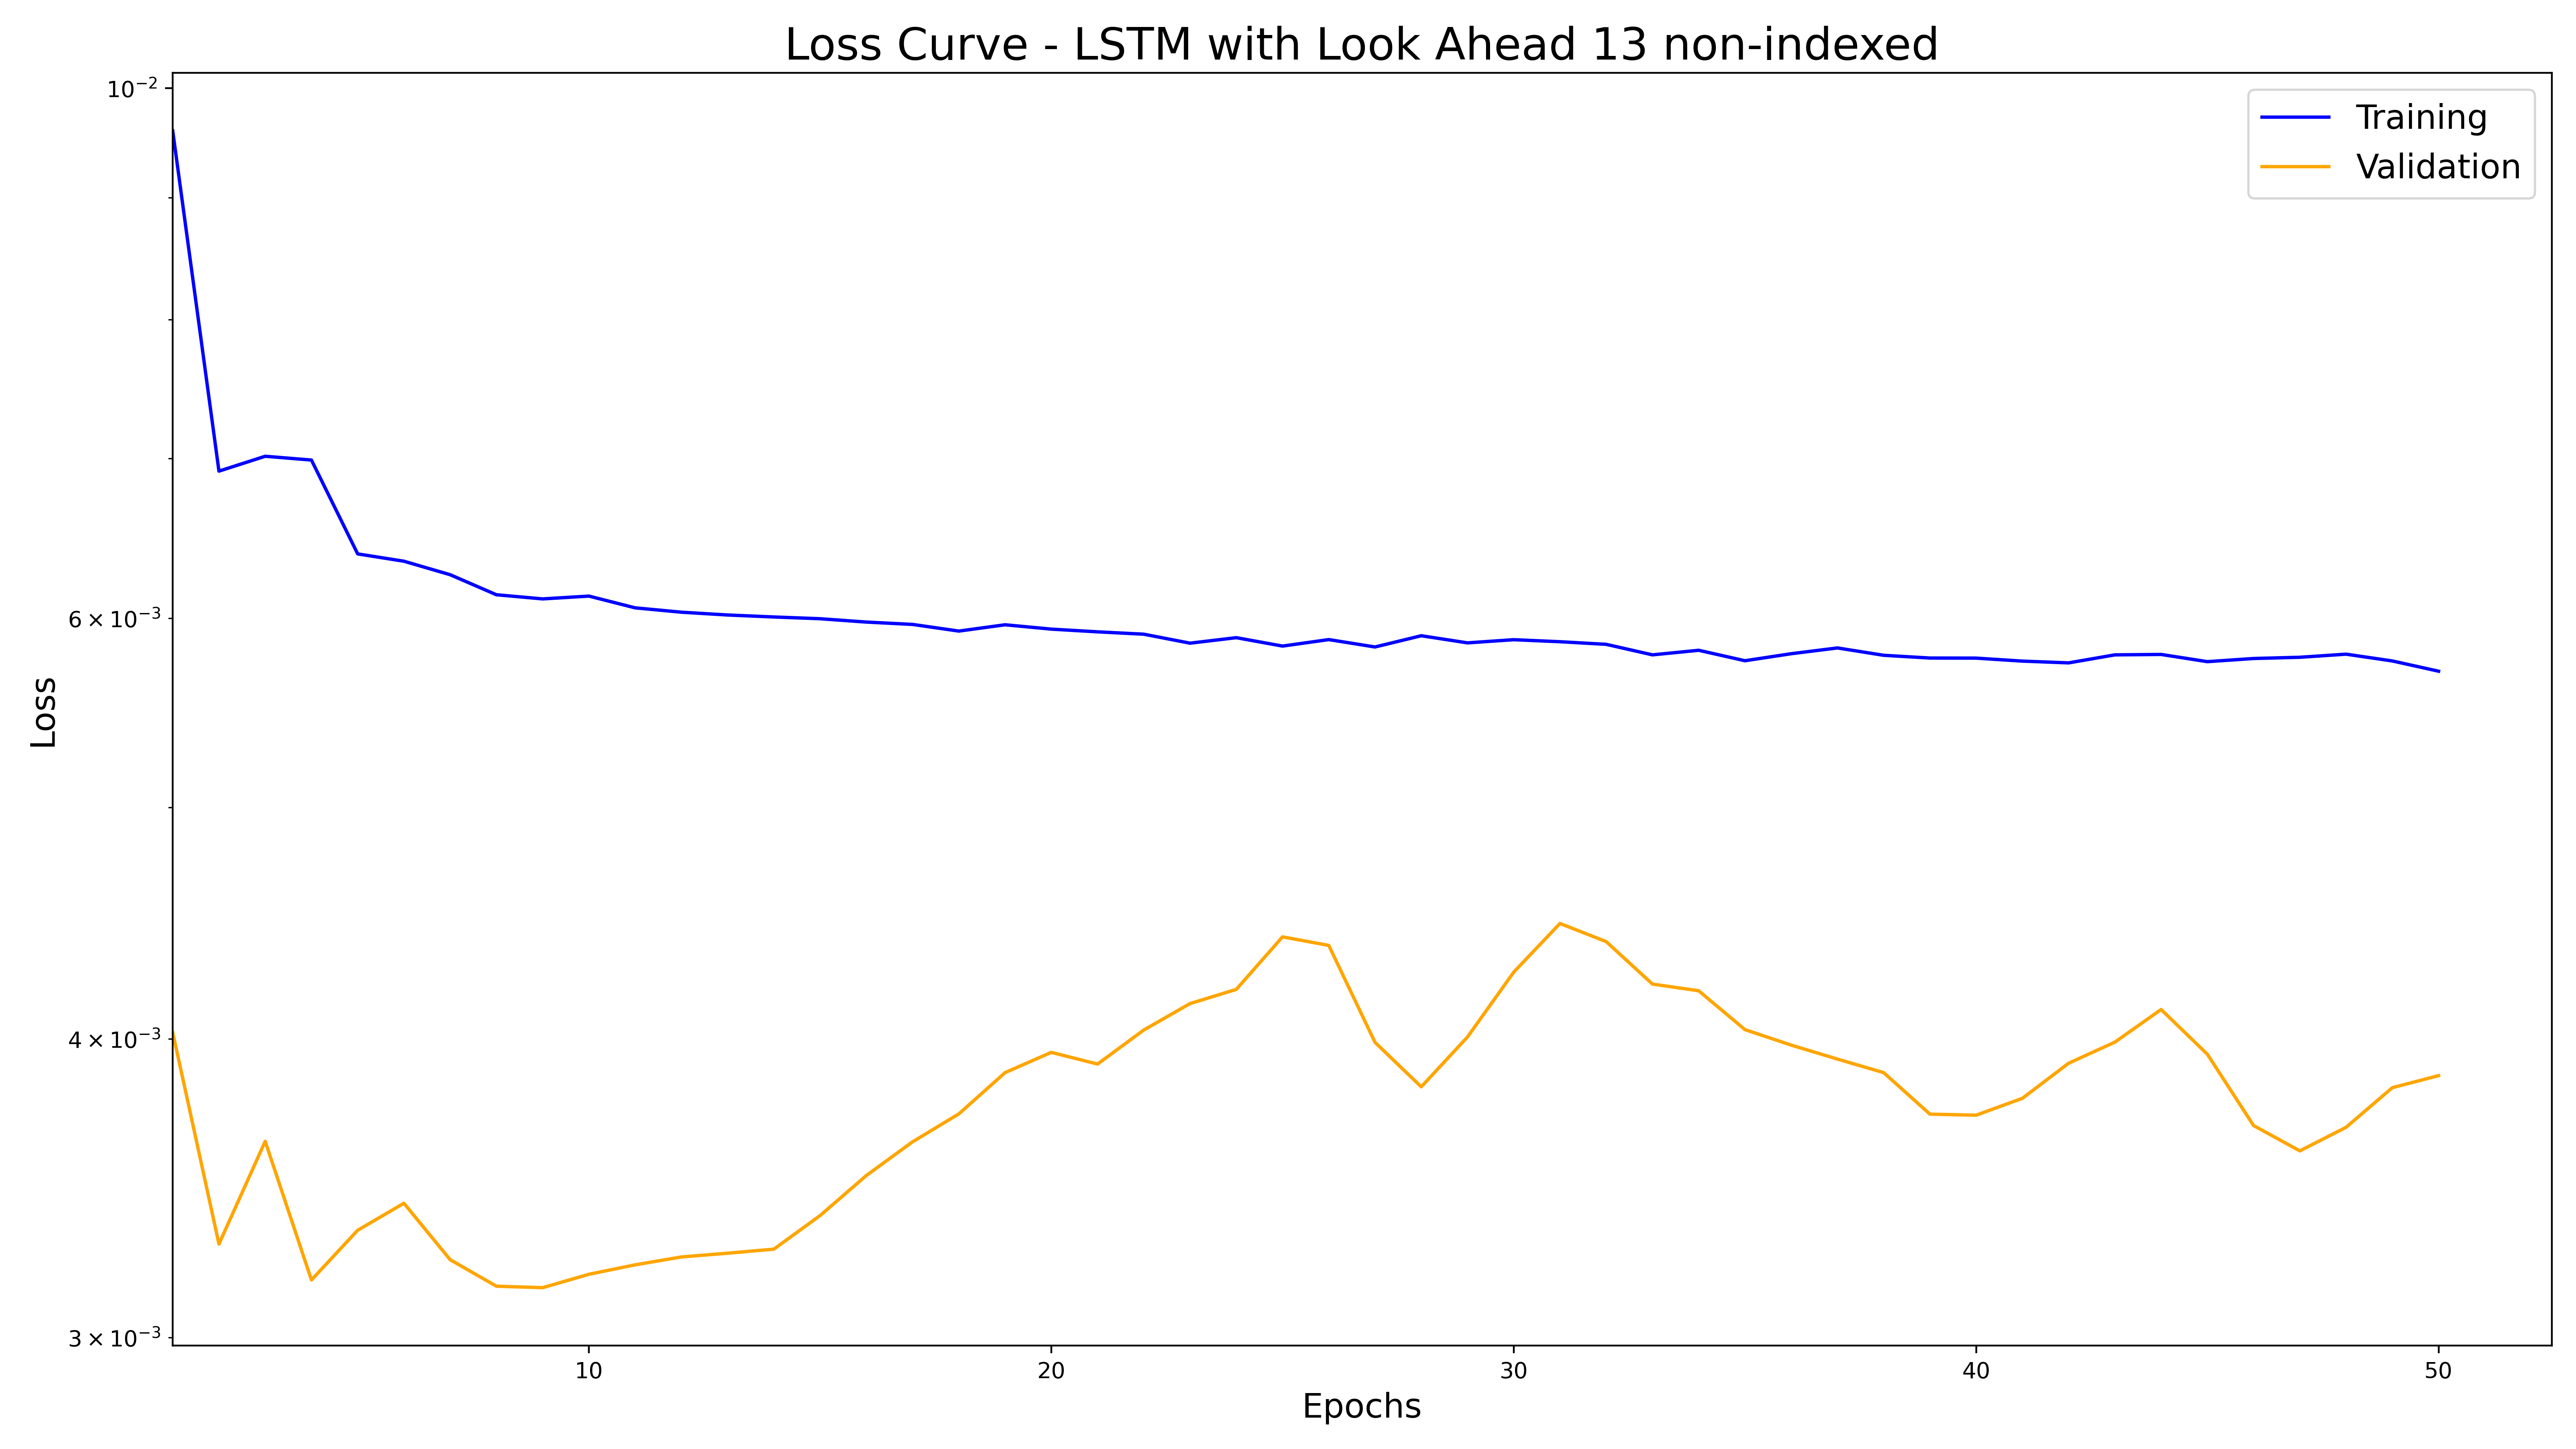 Loss Curve - LSTM with Look Ahead 13 non-indexed
Training
Validation
10⁻²
6 × 10⁻³
4 × 10⁻³
3 × 10⁻³
Loss
10 20 30 40 50
Epochs